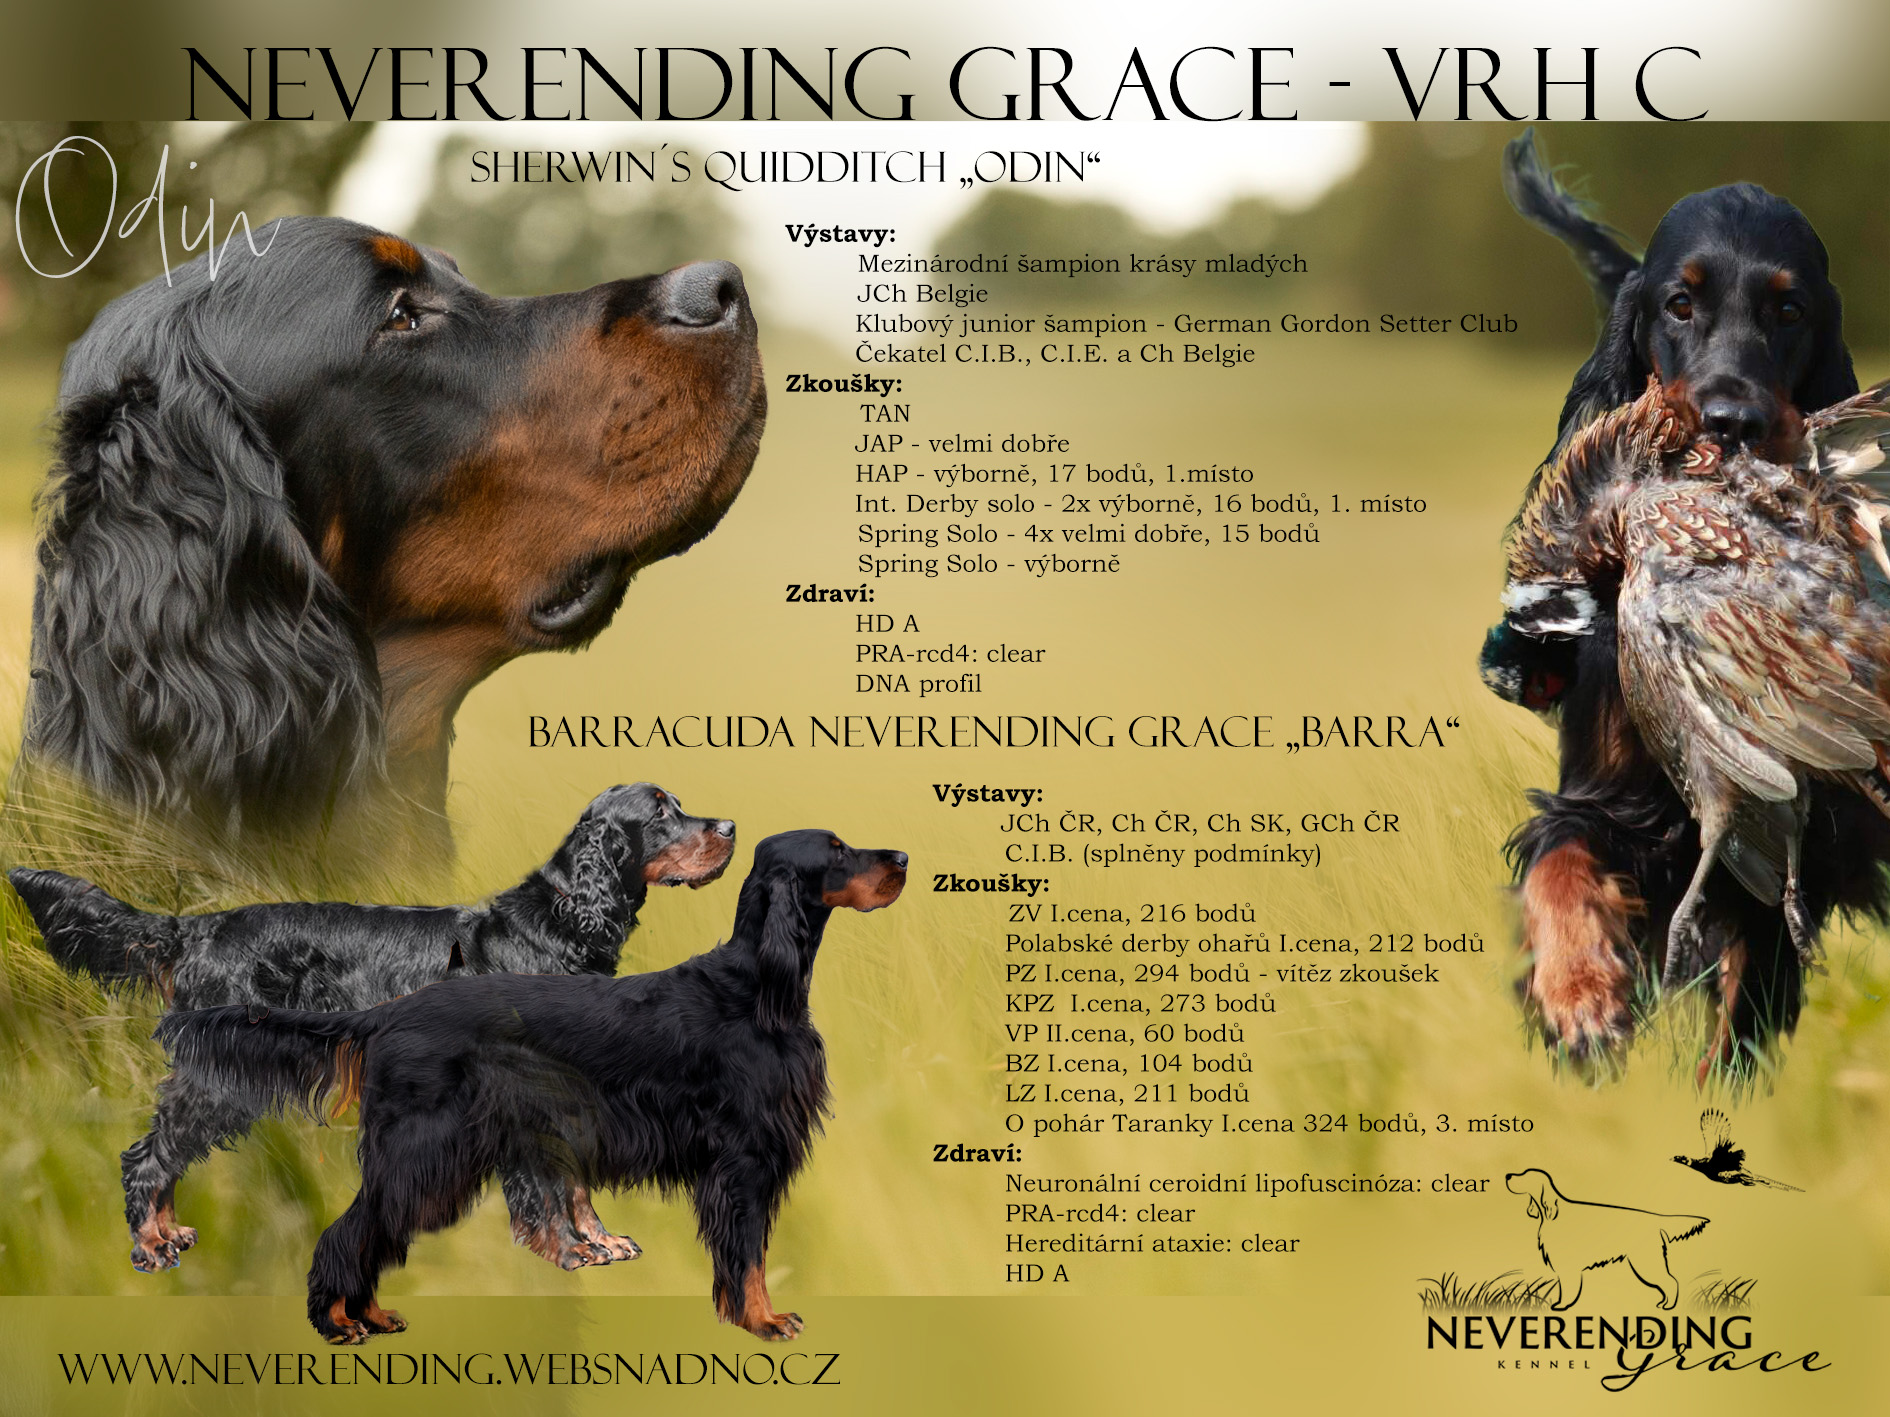 NEVERENDING GRACE - VRH C
Odin
SHERWIN´S QUIDDITCH „ODIN“
Výstavy:
Mezinárodní šampion krásy mladých
JCh Belgie
Klubový junior šampion - German Gordon Setter Club
Čekatel C.I.B., C.I.E. a Ch Belgie
Zkoušky:
TAN
JAP - velmi dobře
HAP - výborně, 17 bodů, 1.místo
Int. Derby solo - 2x výborně, 16 bodů, 1. místo
Spring Solo - 4x velmi dobře, 15 bodů
Spring Solo - výborně
Zdraví:
HD A
PRA-rcd4: clear
DNA profil
BARRACUDA NEVERENDING GRACE „BARRA“
Výstavy:
JCh ČR, Ch ČR, Ch SK, GCh ČR
C.I.B. (splněny podmínky)
Zkoušky:
ZV I.cena, 216 bodů
Polabské derby ohařů I.cena, 212 bodů
PZ I.cena, 294 bodů - vítěz zkoušek
KPZ  I.cena, 273 bodů
VP II.cena, 60 bodů
BZ I.cena, 104 bodů
LZ I.cena, 211 bodů
O pohár Taranky I.cena 324 bodů, 3. místo
Zdraví:
Neuronální ceroidní lipofuscinóza: clear
PRA-rcd4: clear
Hereditární ataxie: clear
HD A
NEVERENDING
KENNEL Grace
WWW.NEVERENDING.WEBSNADNO.CZ